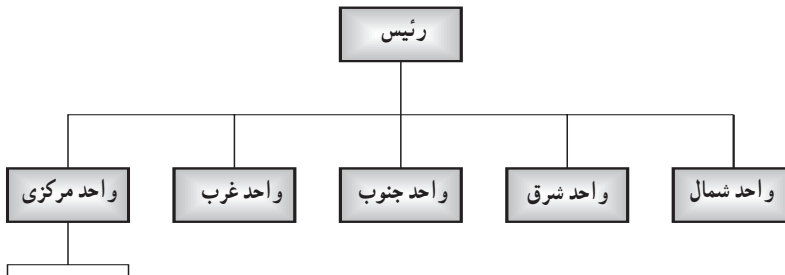 رئیس
واحد شمال
واحد شرق
واحد جنوب
واحد غرب
واحد مرکزی